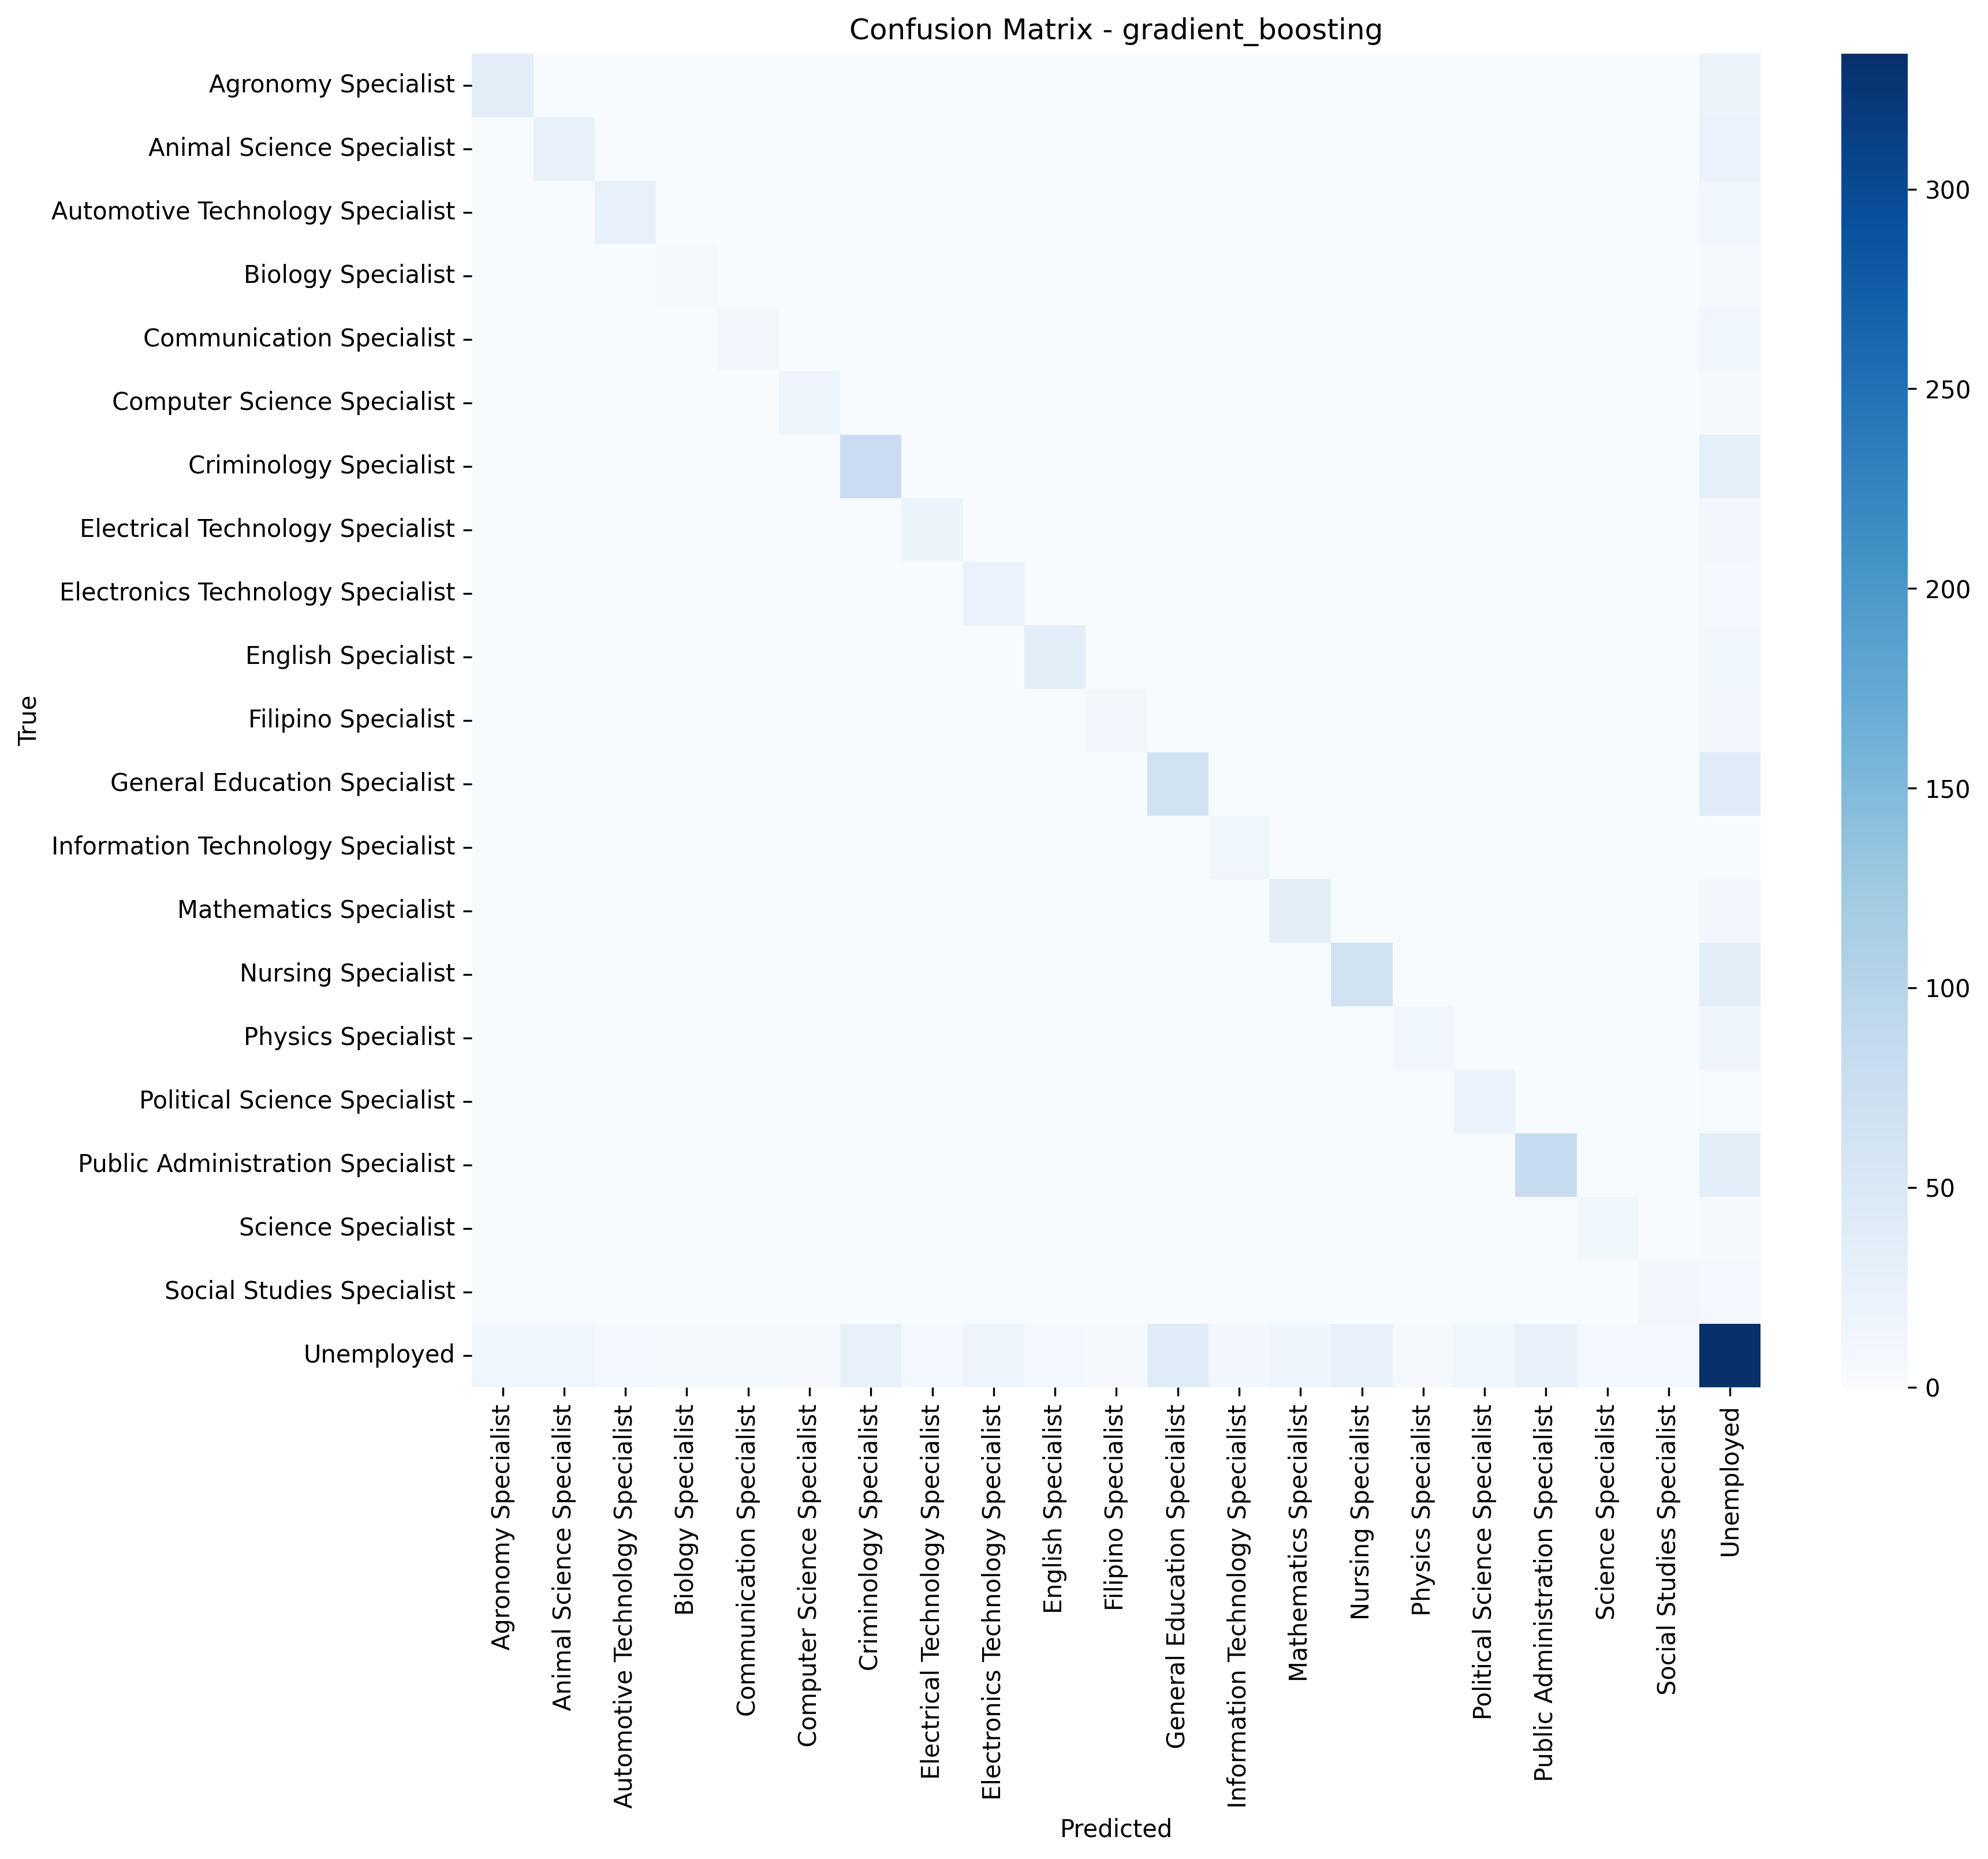 Confusion Matrix - gradient_boosting
True
Agronomy Specialist
Animal Science Specialist
Automotive Technology Specialist
Biology Specialist
Communication Specialist
Computer Science Specialist
Criminology Specialist
Electrical Technology Specialist
Electronics Technology Specialist
English Specialist
Filipino Specialist
General Education Specialist
Information Technology Specialist
Mathematics Specialist
Nursing Specialist
Physics Specialist
Political Science Specialist
Public Administration Specialist
Science Specialist
Social Studies Specialist
Unemployed
Agronomy Specialist
Animal Science Specialist
Automotive Technology Specialist
Biology Specialist
Communication Specialist
Computer Science Specialist
Criminology Specialist
Electrical Technology Specialist
Electronics Technology Specialist
English Specialist
Filipino Specialist
General Education Specialist
Information Technology Specialist
Mathematics Specialist
Nursing Specialist
Physics Specialist
Political Science Specialist
Public Administration Specialist
Science Specialist
Social Studies Specialist
Unemployed
Predicted
300
250
200
150
100
50
0